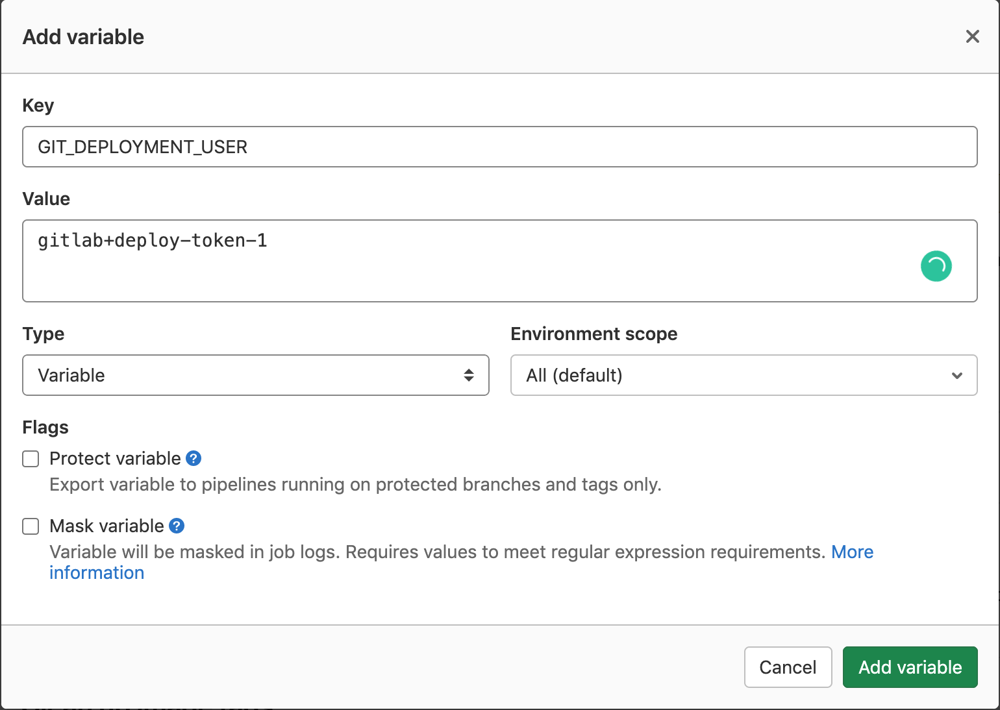 Add variable
Key
GIT_DEPLOYMENT_USER
Value
gitlab+deploy-token-1
Type
Environment scope
Variable
All (default)
Flags
Protect variable ?
Export variable to pipelines running on protected branches and tags only.
Mask variable ?
Variable will be masked in job logs. Requires values to meet regular expression requirements. More
information
Cancel
Add variable